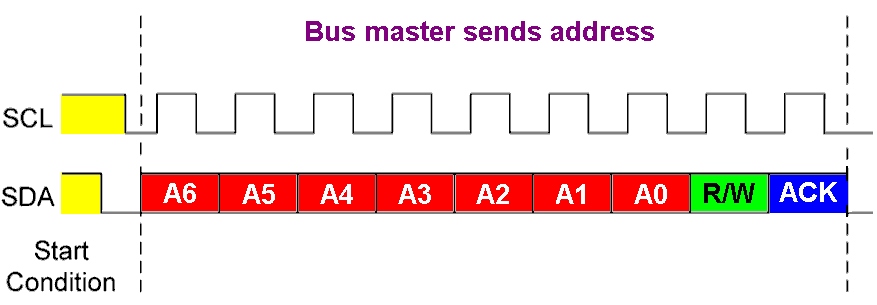 Bus master sends address
SCL
SDA A6 A5 A4 A3 A2 A1 A0 R/W ACK
Start
Condition